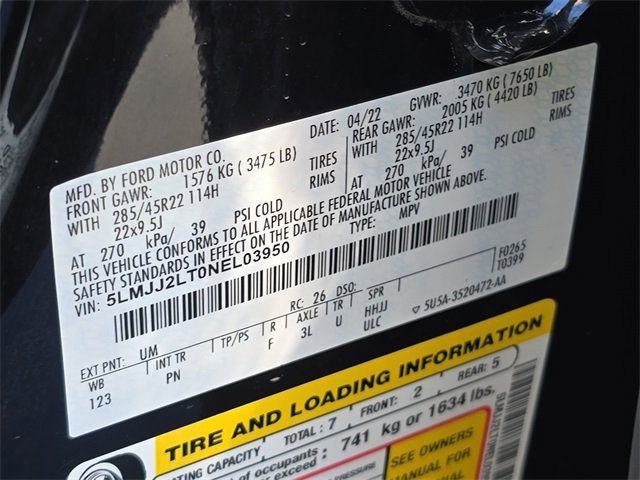 MFD. BY FORD MOTOR CO.
DATE: 04/22 GVWR: 3470 KG ( 7650 LB)
FRONT GAWR: 1576 KG ( 3475 LB) REAR GAWR: 2005 KG ( 4420 LB)
WITH 285/45R22 114H TIRES WITH 285/45R22 114H TIRES
22x9.5J RIMS 22x9.5J RIMS
AT 270 kPa/ 39 PSI COLD AT 270 kPa/ 39 PSI COLD
THIS VEHICLE CONFORMS TO ALL APPLICABLE FEDERAL MOTOR VEHICLE
SAFETY STANDARDS IN EFFECT ON THE DATE OF MANUFACTURE SHOWN ABOVE.
VIN: 5LMJJ2LT0NEL03950 TYPE: MPV
F0265
T0399
EXT PNT: UM RC: 26 DSO:
WB INT TR TP/PS R AXLE TR SPR
123 PN F 3L U HHJJ
ULC
5U5A-3520472-AA
TIRE AND LOADING INFORMATION
SEATING CAPACITY TOTAL: 7 FRONT: 2 REAR: 5
of occupants
exceed: 741 kg or 1634 lbs.
PRESSURE
SEE OWNERS
MANUAL FOR